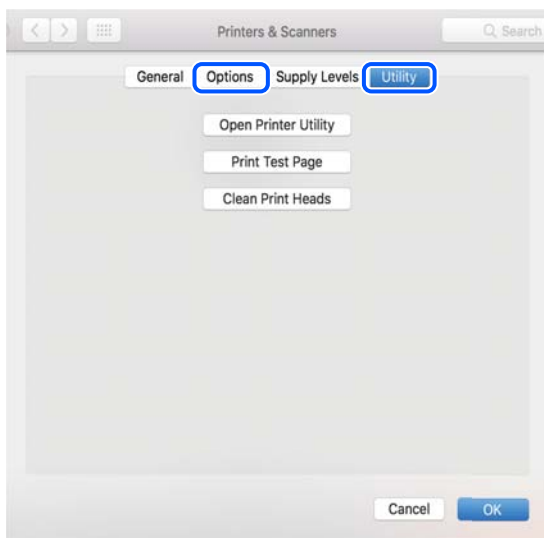 Printers & Scanners
Search
General Options Supply Levels Utility
Open Printer Utility
Print Test Page
Clean Print Heads
Cancel OK